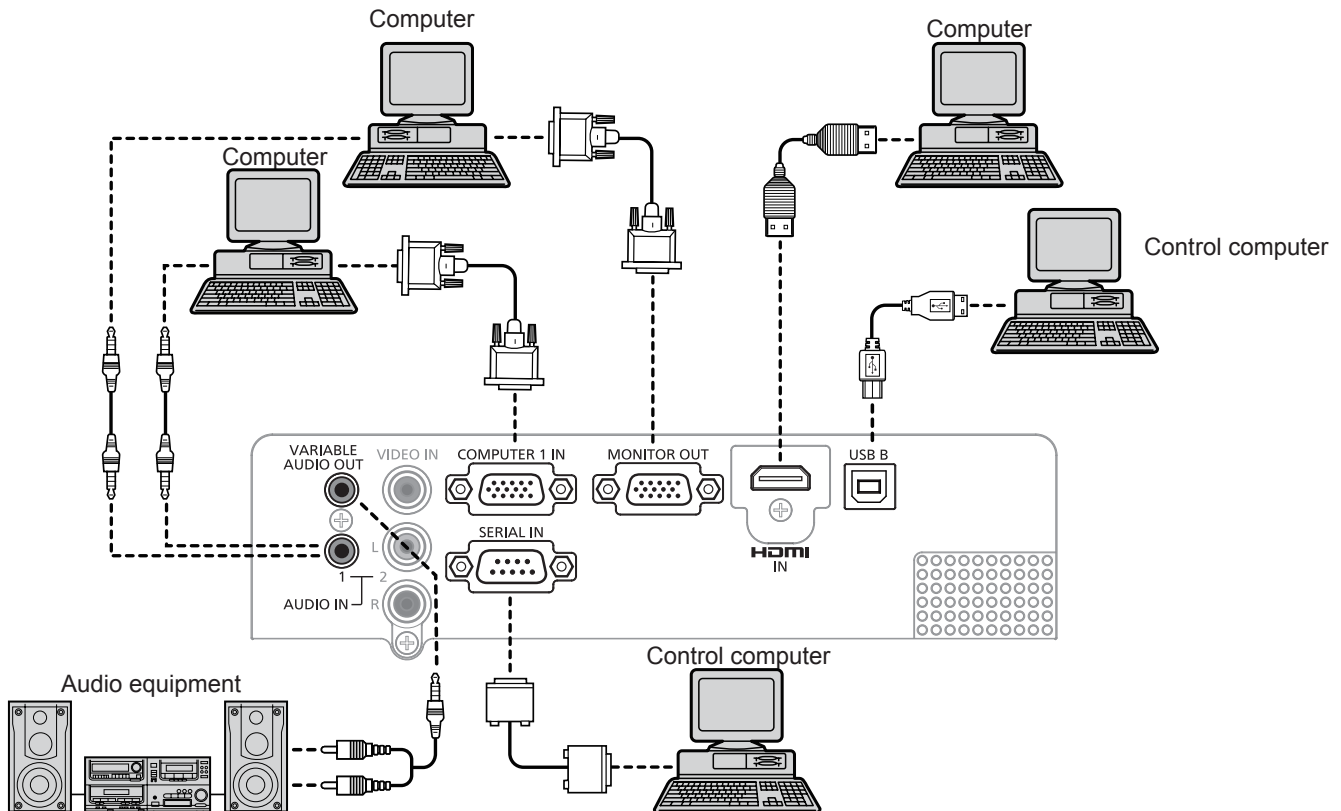 Computer
Computer
Computer
Control computer
VARIABLE
AUDIO OUT
VIDEO IN
COMPUTER 1 IN
MONITOR OUT
USB B
SERIAL IN
HDMI
IN
L
1
2
AUDIO IN
R
Control computer
Audio equipment